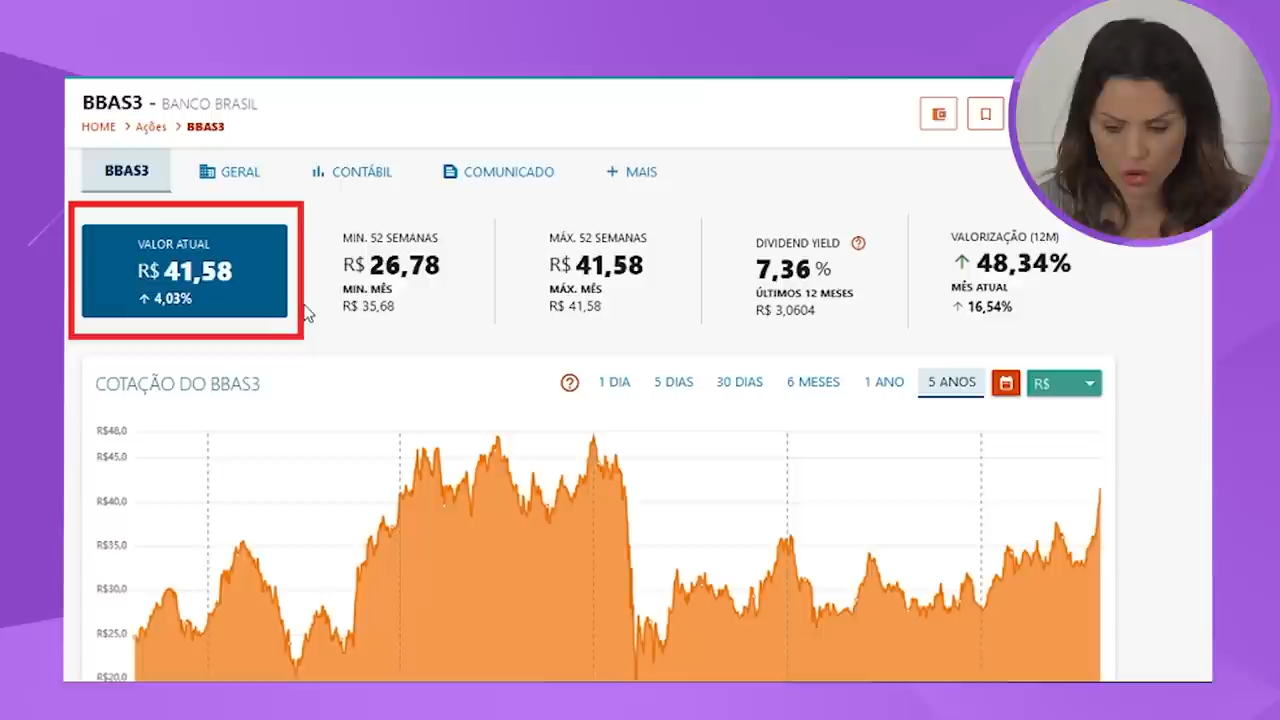 BBAS3 - BANCO BRASIL
HOME > Ações > BBAS3
BBAS3 GERAL CONTÁBIL COMUNICADO + MAIS
VALOR ATUAL
R$ 41,58
↑ 4,03%
MIN. 52 SEMANAS
R$ 26,78
MIN. MÊS
R$ 35,68
MÁX. 52 SEMANAS
R$ 41,58
MÁX. MÊS
R$ 41,58
DIVIDEND YIELD ?
7,36 %
ÚLTIMOS 12 MESES
R$ 3,0604
VALORIZAÇÃO (12M)
↑ 48,34%
MÊS ATUAL
↑ 16,54%
COTAÇÃO DO BBAS3
? 1 DIA 5 DIAS 30 DIAS 6 MESES 1 ANO 5 ANOS R$
R$48,0
R$45,0
R$40,0
R$35,0
R$30,0
R$25,0
R$20,0